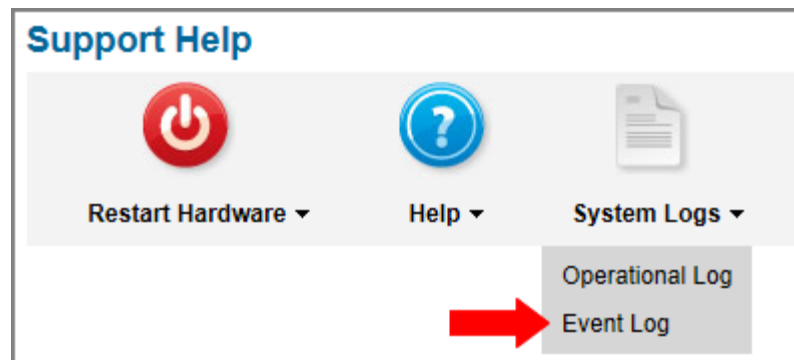 Support Help
Restart Hardware
Help
System Logs
Operational Log
Event Log